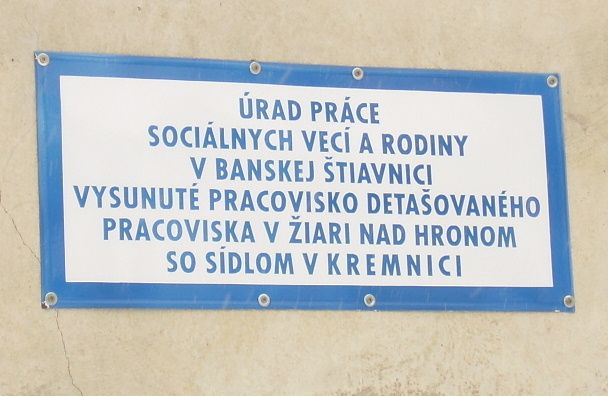 ÚRAD PRÁCE
SOCIÁLNYCH VECÍ A RODINY
V BANSKEJ ŠTIAVNICI
VYSUNUTÉ PRACOVISKO DETAŠOVANÉHO
PRACOVISKA V ŽIARI NAD HRONOM
SO SÍDLOM V KREMNICI